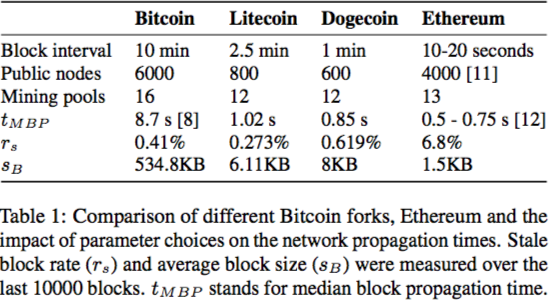 Bitcoin Litecoin Dogecoin Ethereum
Block interval 10 min 2.5 min 1 min 10-20 seconds
Public nodes 6000 800 600 4000 [11]
Mining pools 16 12 12 13
t_MBP 8.7 s [8] 1.02 s 0.85 s 0.5 - 0.75 s [12]
r_s 0.41% 0.273% 0.619% 6.8%
s_B 534.8KB 6.11KB 8KB 1.5KB
Table 1: Comparison of different Bitcoin forks, Ethereum and the
impact of parameter choices on the network propagation times. Stale
block rate (r_s) and average block size (s_B) were measured over the
last 10000 blocks. t_MBP stands for median block propagation time.